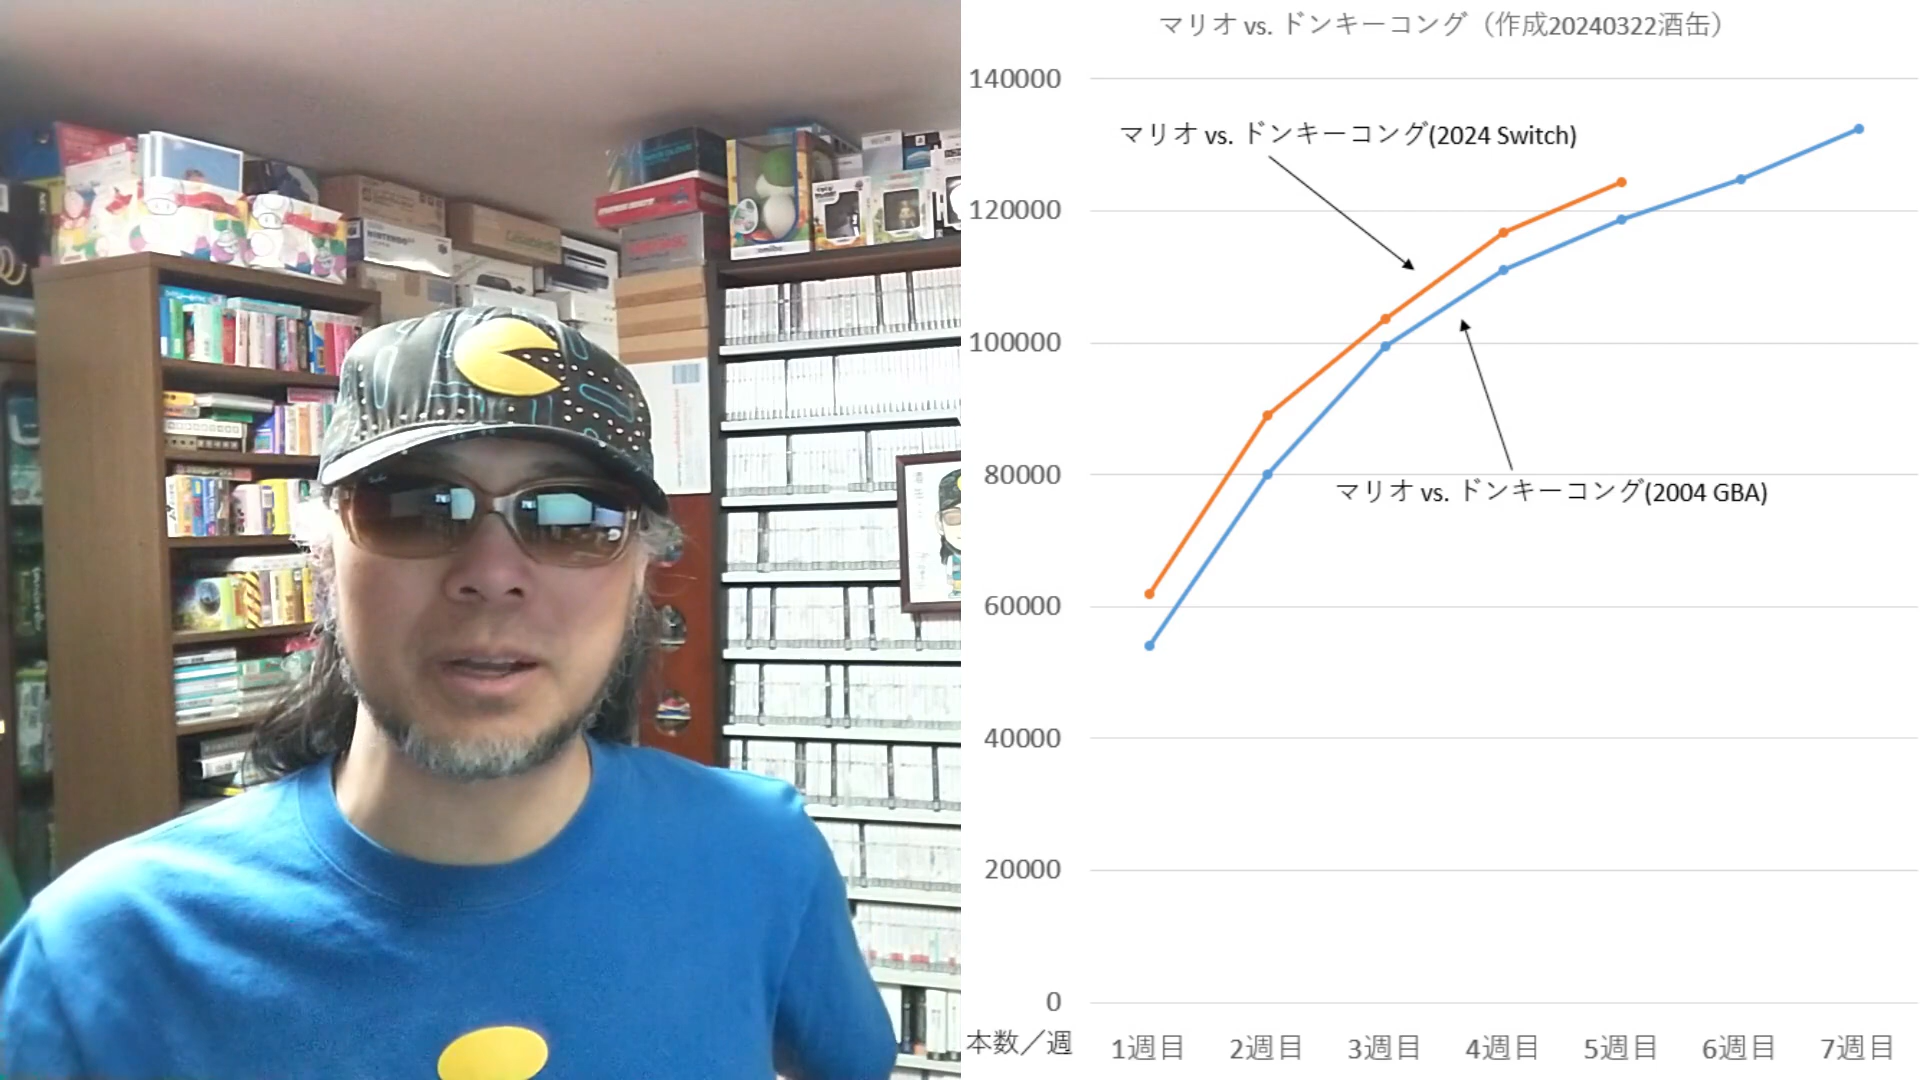 マリオ vs. ドンキーコング（作成20240322酒缶）
140000
マリオ vs. ドンキーコング(2024 Switch)
120000
100000
80000
マリオ vs. ドンキーコング(2004 GBA)
60000
40000
20000
0
本数／週
1週目 2週目 3週目 4週目 5週目 6週目 7週目
NINTENDO64